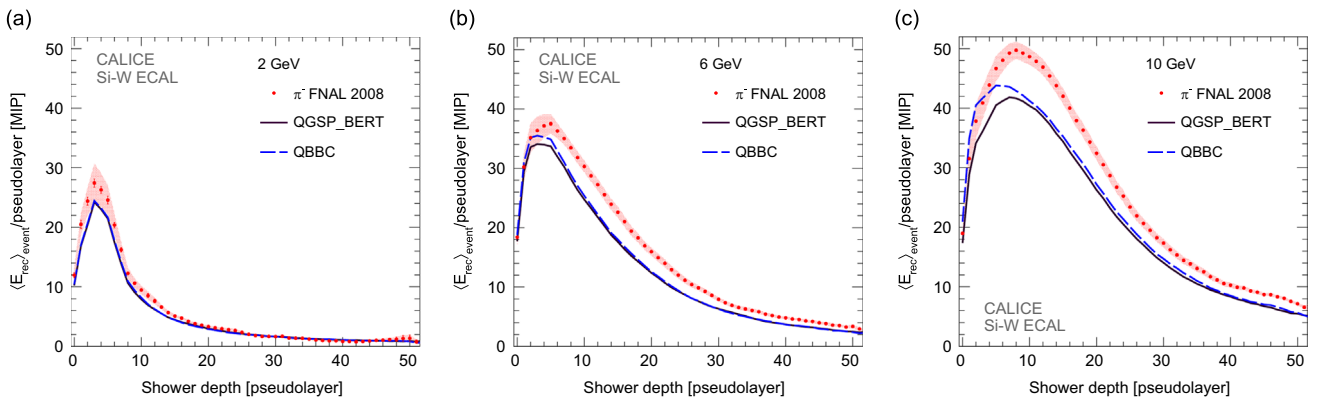 (a)
⟨E_rec⟩_event/pseudolayer [MIP]
50
40
30
20
10
0
CALICE
Si-W ECAL
2 GeV
π⁻ FNAL 2008
QGSP_BERT
QBBC
0 10 20 30 40 50
Shower depth [pseudolayer]
(b)
⟨E_rec⟩_event/pseudolayer [MIP]
50
40
30
20
10
0
CALICE
Si-W ECAL
6 GeV
π⁻ FNAL 2008
QGSP_BERT
QBBC
0 10 20 30 40 50
Shower depth [pseudolayer]
(c)
⟨E_rec⟩_event/pseudolayer [MIP]
50
40
30
20
10
0
10 GeV
π⁻ FNAL 2008
QGSP_BERT
QBBC
CALICE
Si-W ECAL
0 10 20 30 40 50
Shower depth [pseudolayer]